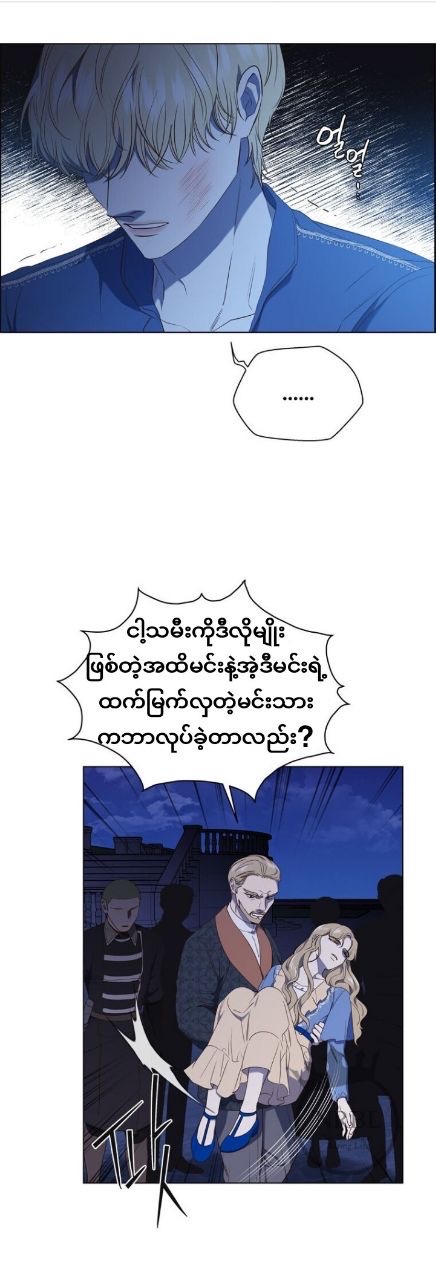 얼얼..
......
ငါ့သမီးကိုဒီလိုမျိုး
ဖြစ်တဲ့အထိမင်းနဲ့အဲ့ဒီမင်းရဲ့
ထက်မြက်လှတဲ့မင်းသား
ကဘာလုပ်ခဲ့တာလည်း?